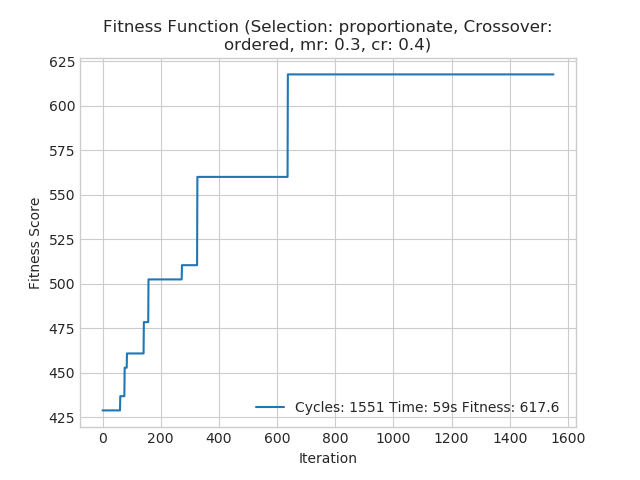 Fitness Function (Selection: proportionate, Crossover:
ordered, mr: 0.3, cr: 0.4)
625
600
575
550
525
500
475
450
425
Fitness Score
Cycles: 1551 Time: 59s Fitness: 617.6
0 200 400 600 800 1000 1200 1400 1600
Iteration